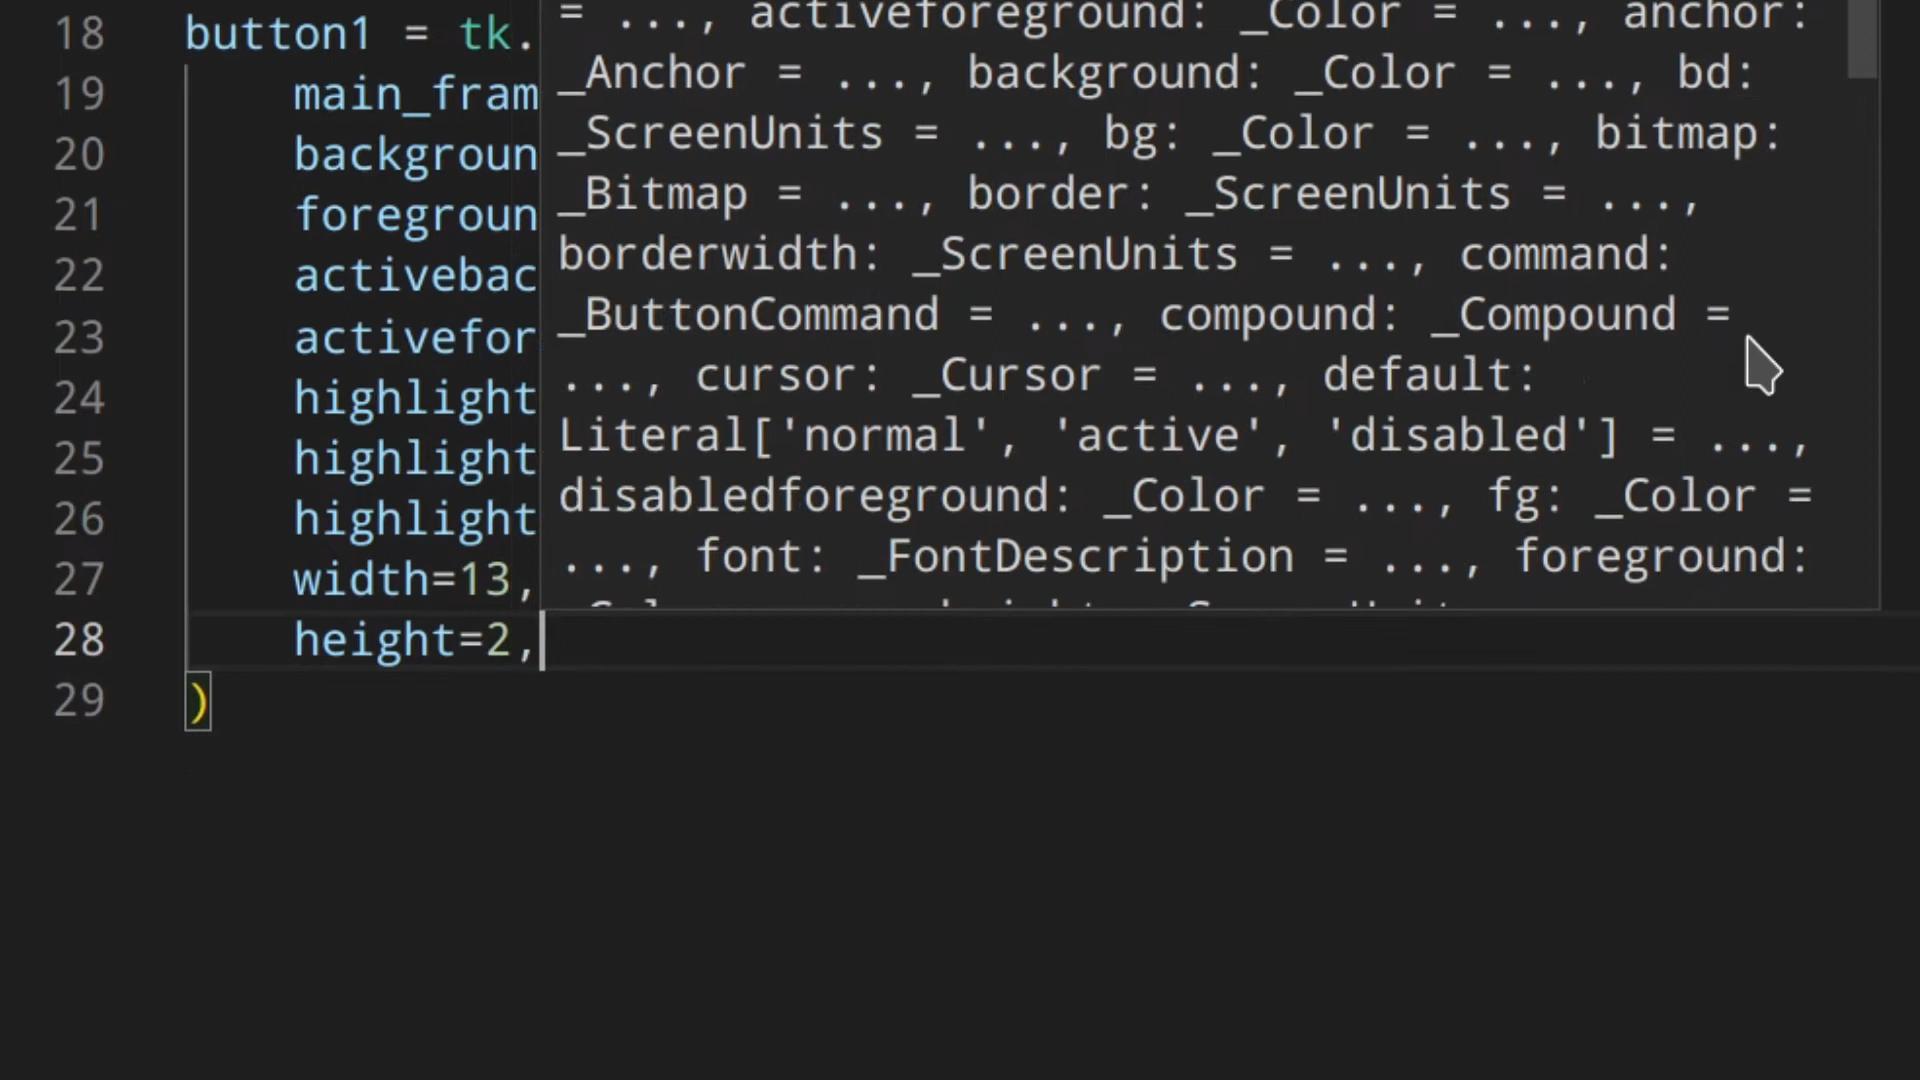 18 button1 = tk.
19 main_fram
20 backgroun
21 foregroun
22 activebac
23 activefor
24 highlight
25 highlight
26 highlight
27 width=13,
28 height=2,
29 )
= ..., activeforeground: _Color = ..., anchor:
_Anchor = ..., background: _Color = ..., bd:
_ScreenUnits = ..., bg: _Color = ..., bitmap:
_Bitmap = ..., border: _ScreenUnits = ...,
borderwidth: _ScreenUnits = ..., command:
_ButtonCommand = ..., compound: _Compound =
..., cursor: _Cursor = ..., default:
Literal['normal', 'active', 'disabled'] = ...,
disabledforeground: _Color = ..., fg: _Color =
..., font: _FontDescription = ..., foreground: